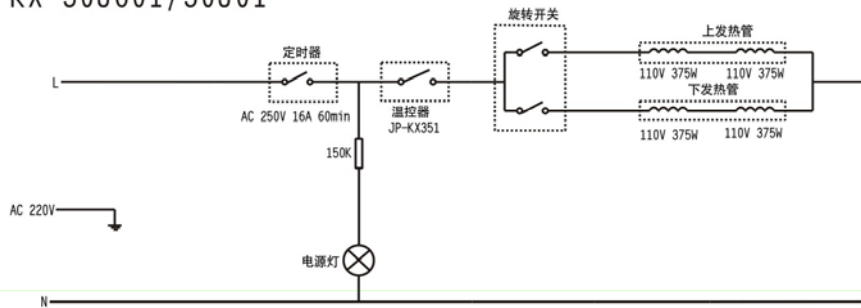 旋转开关
定时器
上发热管
L
110V 375W 110V 375W
AC 250V 16A 60min
温控器
JP-KX351
下发热管
110V 375W 110V 375W
150K
AC 220V
电源灯
N